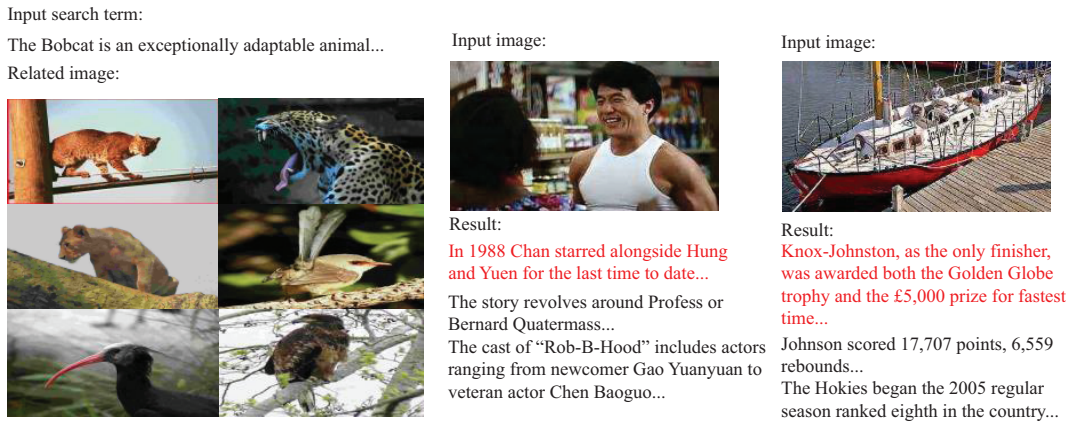 Input search term:
The Bobcat is an exceptionally adaptable animal...
Related image:
Input image:
Result:
In 1988 Chan starred alongside Hung
and Yuen for the last time to date...
The story revolves around Profess or
Bernard Quatermass...
The cast of “Rob-B-Hood” includes actors
ranging from newcomer Gao Yuanyuan to
veteran actor Chen Baoguo...
Input image:
Result:
Knox-Johnston, as the only finisher,
was awarded both the Golden Globe
trophy and the £5,000 prize for fastest
time...
Johnson scored 17,707 points, 6,559
rebounds...
The Hokies began the 2005 regular
season ranked eighth in the country...